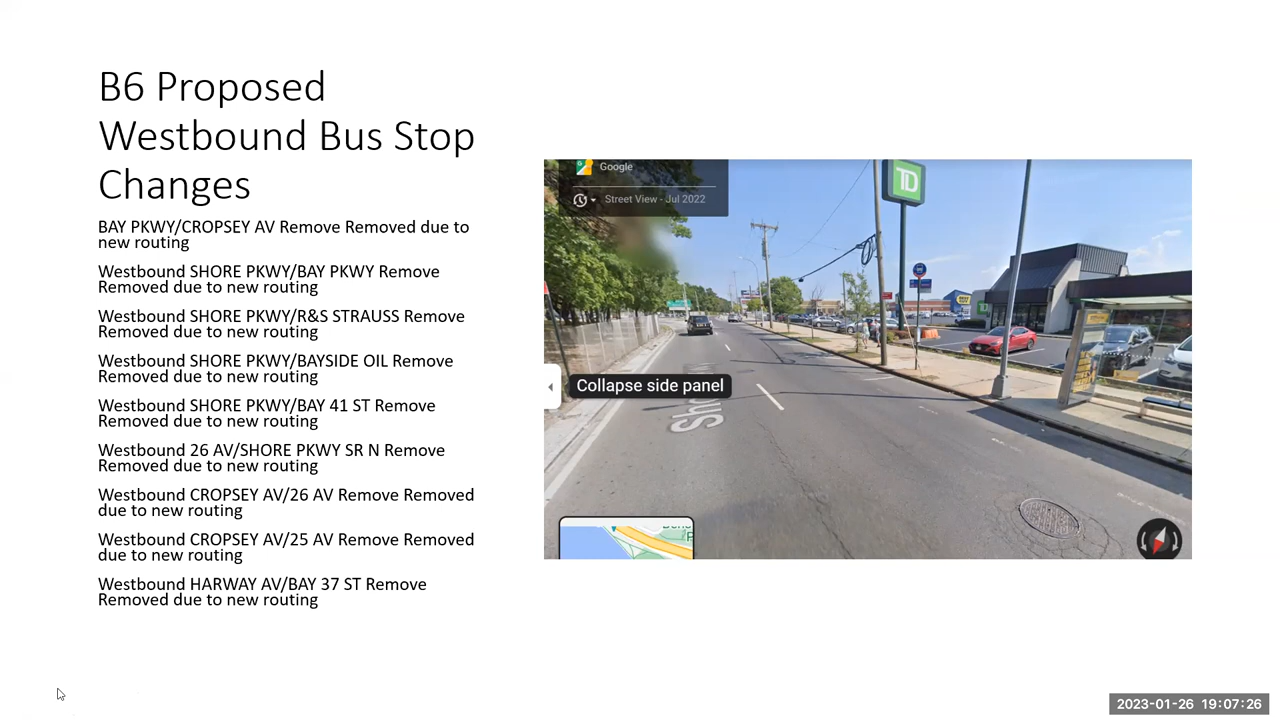 B6 Proposed
Westbound Bus Stop
Changes
BAY PKWY/CROPSEY AV Remove Removed due to
new routing
Westbound SHORE PKWY/BAY PKWY Remove
Removed due to new routing
Westbound SHORE PKWY/R&S STRAUSS Remove
Removed due to new routing
Westbound SHORE PKWY/BAYSIDE OIL Remove
Removed due to new routing
Westbound SHORE PKWY/BAY 41 ST Remove
Removed due to new routing
Westbound 26 AV/SHORE PKWY SR N Remove
Removed due to new routing
Westbound CROPSEY AV/26 AV Remove Removed
due to new routing
Westbound CROPSEY AV/25 AV Remove Removed
due to new routing
Westbound HARWAY AV/BAY 37 ST Remove
Removed due to new routing
Google
Street View - Jul 2022
TD
Collapse side panel
2023-01-26 19:07:26